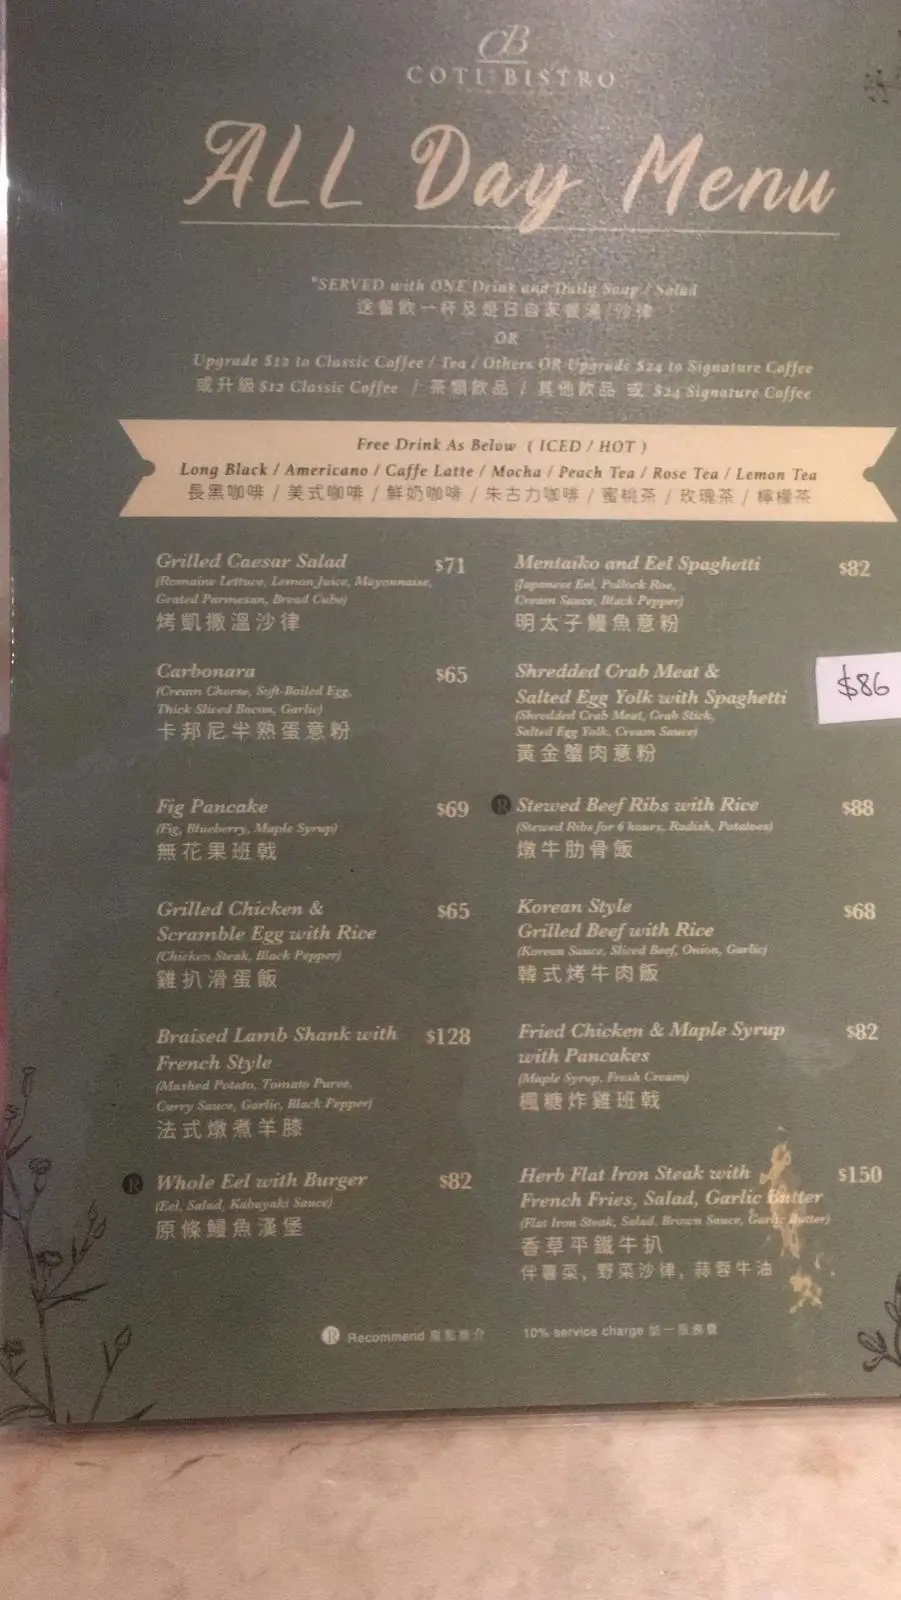 CB
COTI BISTRO
ALL Day Menu
*SERVED with ONE Drink and Daily Soup / Salad
送餐飲一杯及是日自家餐湯/沙律
OR
Upgrade $12 to Classic Coffee / Tea / Others OR Upgrade $24 to Signature Coffee
或升級$12 Classic Coffee / 茶類飲品 / 其他飲品 或 $24 Signature Coffee
Free Drink As Below ( ICED / HOT )
Long Black / Americano / Caffe Latte / Mocha / Peach Tea / Rose Tea / Lemon Tea
長黑咖啡 / 美式咖啡 / 鮮奶咖啡 / 朱古力咖啡 / 蜜桃茶 / 玫瑰茶 / 檸檬茶
Grilled Caesar Salad $71
(Romaine Lettuce, Lemon Juice, Mayonnaise,
Grated Parmesan, Bread Cube)
烤凱撒溫沙律
Carbonara $65
(Cream Cheese, Soft-Boiled Egg,
Thick Sliced Bacon, Garlic)
卡邦尼半熟蛋意粉
Fig Pancake $69
(Fig, Blueberry, Maple Syrup)
無花果班戟
Grilled Chicken & $65
Scramble Egg with Rice
(Chicken Steak, Black Pepper)
雞扒滑蛋飯
Braised Lamb Shank with $128
French Style
(Mashed Potato, Tomato Puree,
Curry Sauce, Garlic, Black Pepper)
法式燉煮羊膝
R Whole Eel with Burger $82
(Eel, Salad, Kabayaki Sauce)
原條鰻魚漢堡
Mentaiko and Eel Spaghetti $82
(Japanese Eel, Pollock Roe,
Cream Sauce, Black Pepper)
明太子鰻魚意粉
Shredded Crab Meat & $86
Salted Egg Yolk with Spaghetti
(Shredded Crab Meat, Crab Stick,
Salted Egg Yolk, Cream Sauce)
黃金蟹肉意粉
R Stewed Beef Ribs with Rice $88
(Stewed Ribs for 6 hours, Radish, Potatoes)
燉牛肋骨飯
Korean Style $68
Grilled Beef with Rice
(Korean Sauce, Sliced Beef, Onion, Garlic)
韓式烤牛肉飯
Fried Chicken & Maple Syrup $82
with Pancakes
(Maple Syrup, Fresh Cream)
楓糖炸雞班戟
Herb Flat Iron Steak with $150
French Fries, Salad, Garlic Butter
(Flat Iron Steak, Salad, Brown Sauce, Garlic Butter)
香草平鐵牛扒
伴薯菜, 野菜沙律, 蒜蓉牛油
R Recommend 10% service charge 加一服務費